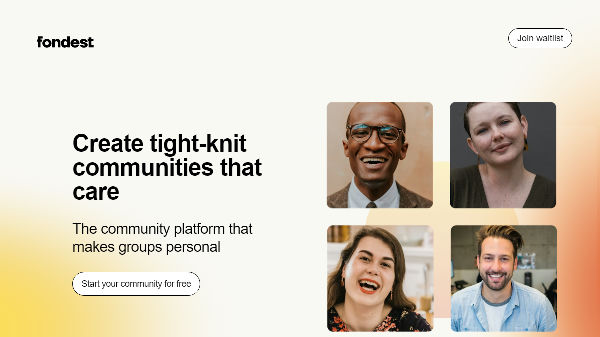 fondest
Join waitlist
Create tight-knit
communities that
care
The community platform that
makes groups personal
Start your community for free